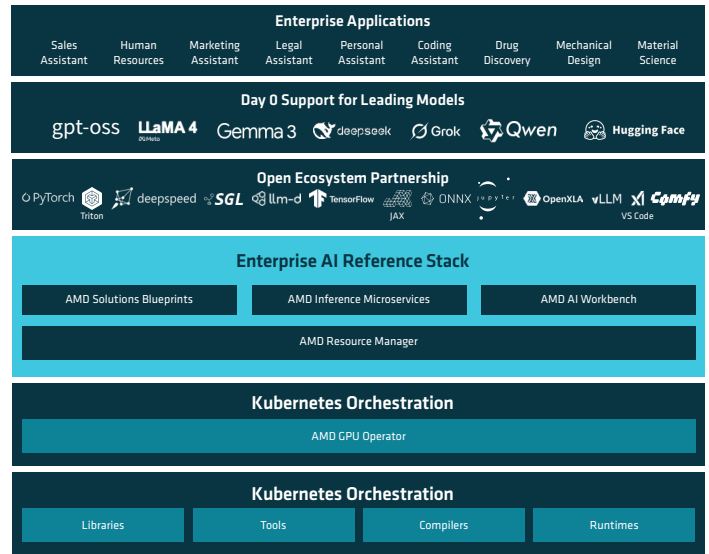 Enterprise Applications
Sales Assistant
Human Resources
Marketing Assistant
Legal Assistant
Personal Assistant
Coding Assistant
Drug Discovery
Mechanical Design
Material Science
Day 0 Support for Leading Models
gpt-oss
LLaMA 4
Meta
Gemma 3
deepseek
Grok
Qwen
Hugging Face
Open Ecosystem Partnership
PyTorch
Triton
deepspeed
SGL
llm-d
TensorFlow
JAX
ONNX
jupyter
OpenXLA
vLLM
VS Code
Comfy
Enterprise AI Reference Stack
AMD Solutions Blueprints
AMD Inference Microservices
AMD AI Workbench
AMD Resource Manager
Kubernetes Orchestration
AMD GPU Operator
Kubernetes Orchestration
Libraries
Tools
Compilers
Runtimes